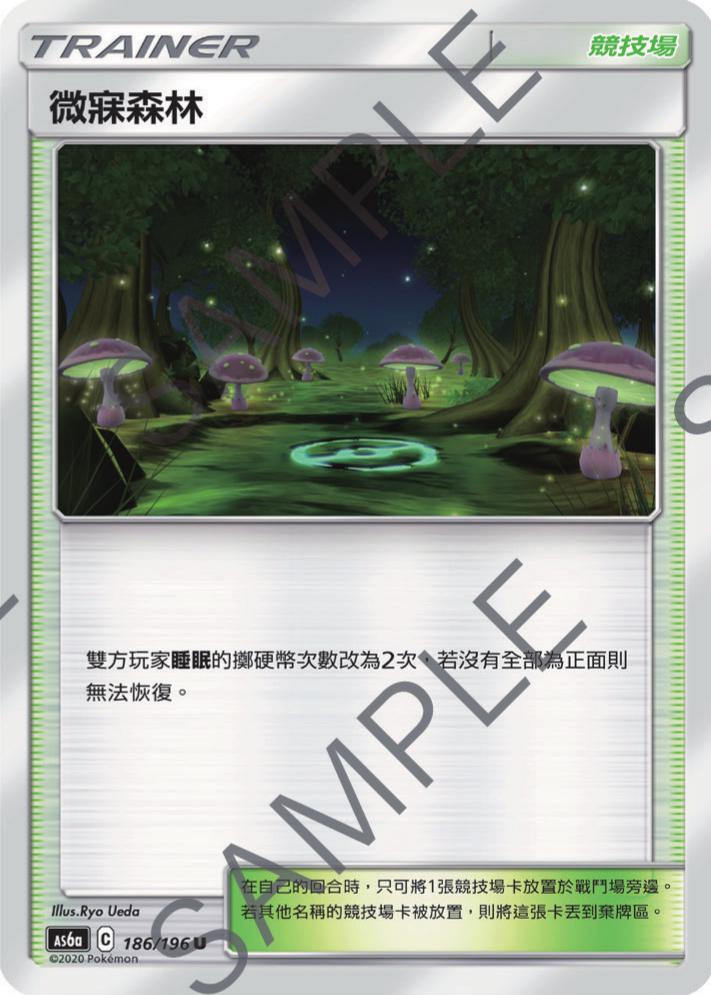 TRAINER
競技場
微寐森林
SAMPLE
雙方玩家睡眠的擲硬幣次數改為2次，若沒有全部為正面則
無法恢復。
SAMPLE
在自己的回合時，只可將1張競技場卡放置於戰鬥場旁邊。
若其他名稱的競技場卡被放置，則將這張卡丟到棄牌區。
Illus.Ryo Ueda
AS6a C 186/196 U
©2020 Pokémon